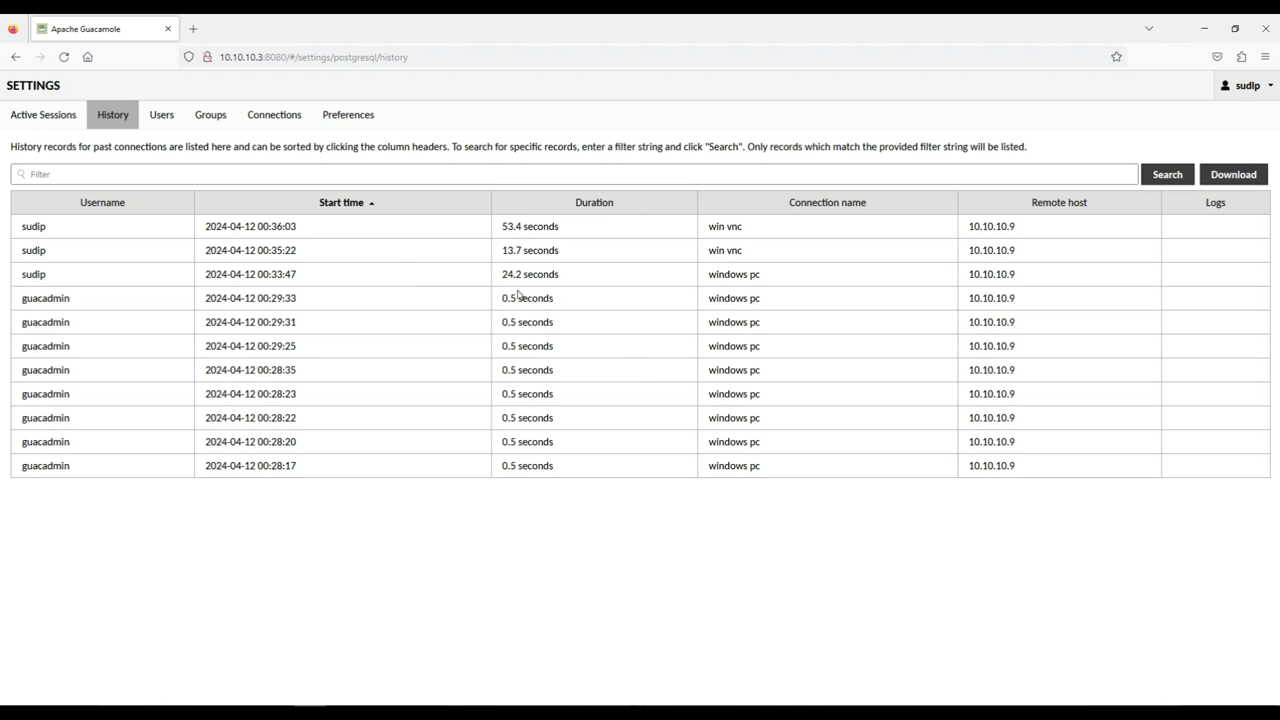 Apache Guacamole
10.10.10.3:8080/#/settings/postgresql/history
SETTINGS
sudip
Active Sessions History Users Groups Connections Preferences
History records for past connections are listed here and can be sorted by clicking the column headers. To search for specific records, enter a filter string and click "Search". Only records which match the provided filter string will be listed.
Filter Search Download
Username Start time Duration Connection name Remote host Logs
sudip 2024-04-12 00:36:03 53.4 seconds win vnc 10.10.10.9
sudip 2024-04-12 00:35:22 13.7 seconds win vnc 10.10.10.9
sudip 2024-04-12 00:33:47 24.2 seconds windows pc 10.10.10.9
guacadmin 2024-04-12 00:29:33 0.5 seconds windows pc 10.10.10.9
guacadmin 2024-04-12 00:29:31 0.5 seconds windows pc 10.10.10.9
guacadmin 2024-04-12 00:29:25 0.5 seconds windows pc 10.10.10.9
guacadmin 2024-04-12 00:28:35 0.5 seconds windows pc 10.10.10.9
guacadmin 2024-04-12 00:28:23 0.5 seconds windows pc 10.10.10.9
guacadmin 2024-04-12 00:28:22 0.5 seconds windows pc 10.10.10.9
guacadmin 2024-04-12 00:28:20 0.5 seconds windows pc 10.10.10.9
guacadmin 2024-04-12 00:28:17 0.5 seconds windows pc 10.10.10.9